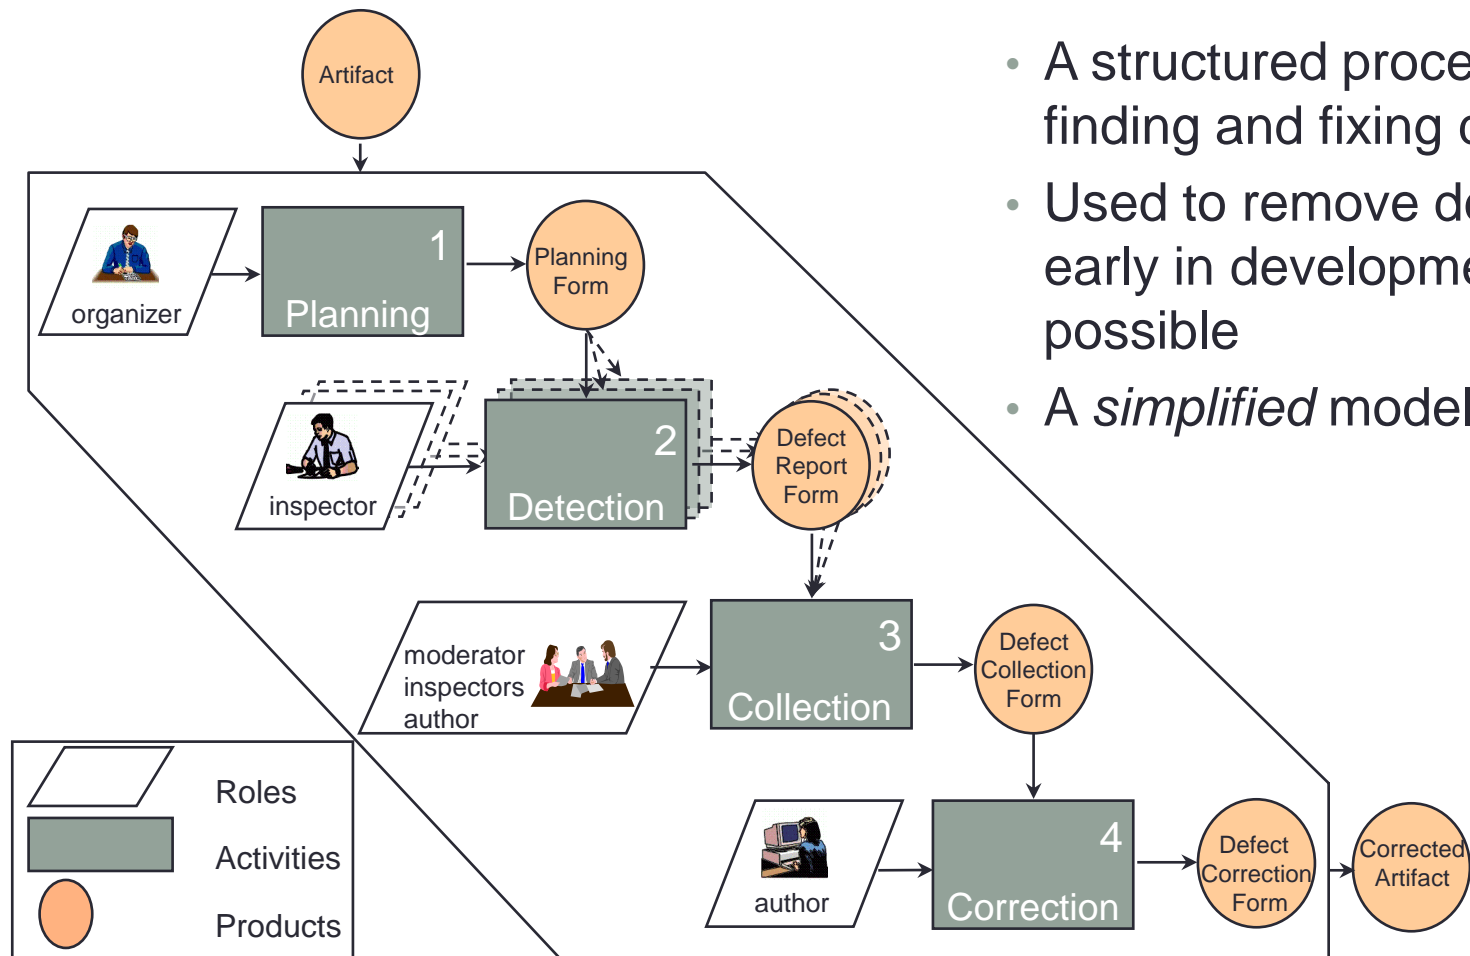 Artifact
• A structured proce
finding and fixing
• Used to remove de
early in developme
possible
• A simplified model
organizer
1
Planning
Planning
Form
inspector
2
Detection
Defect
Report
Form
moderator
inspectors
author
3
Collection
Defect
Collection
Form
Roles
Activities
Products
author
4
Correction
Defect
Correction
Form
Corrected
Artifact